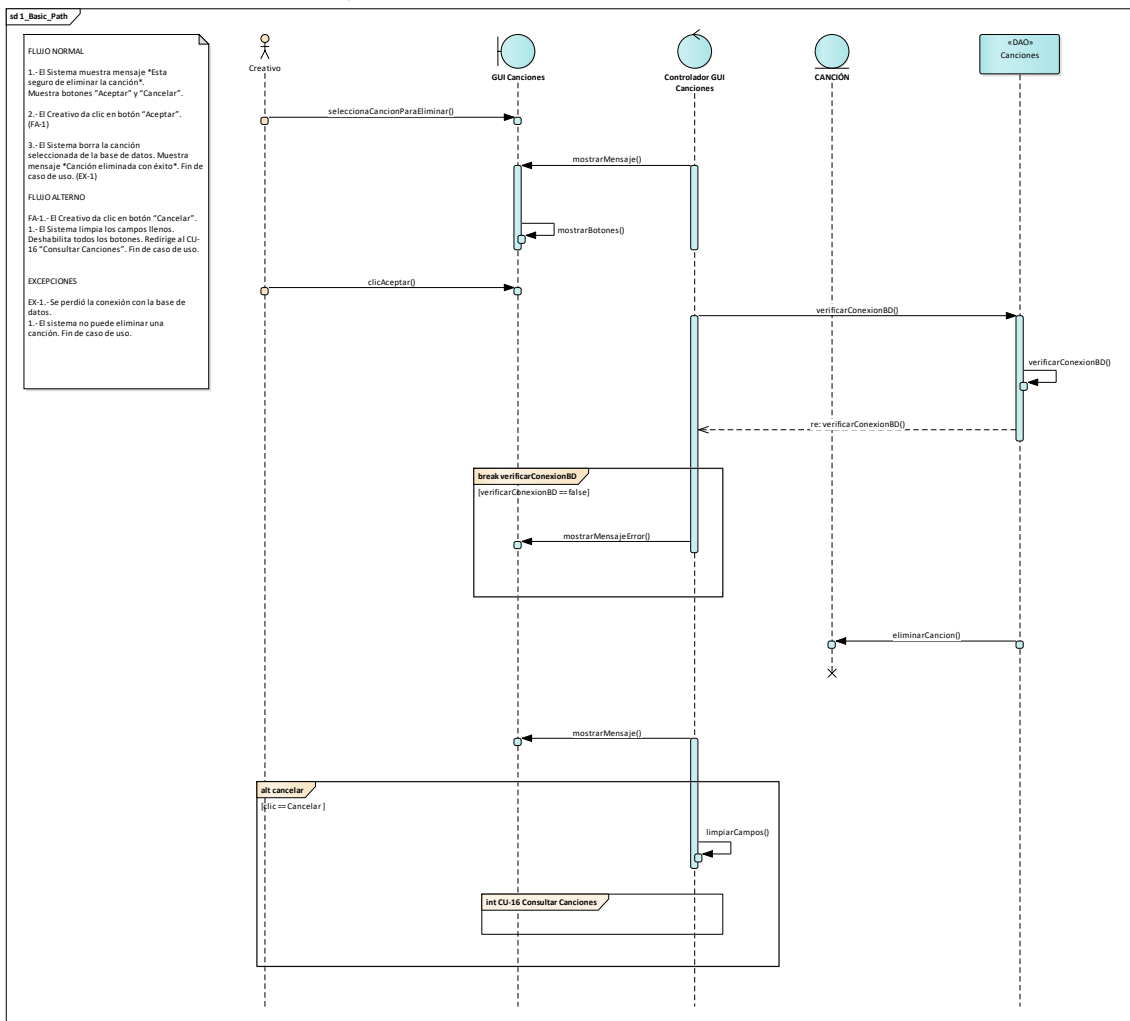 sd 1_Basic_Path
FLUJO NORMAL
1.- El Sistema muestra mensaje *Esta
seguro de eliminar la canción*.
Muestra botones “Aceptar” y “Cancelar”.
2.- El Creativo da clic en botón “Aceptar”.
(FA-1)
3.- El Sistema borra la canción
seleccionada de la base de datos. Muestra
mensaje *Canción eliminada con éxito*. Fin de
caso de uso. (EX-1)
FLUJO ALTERNO
FA-1.- El Creativo da clic en botón “Cancelar”.
1.- El Sistema limpia los campos llenos.
Deshabilita todos los botones. Redirige al CU-
16 “Consultar Canciones”. Fin de caso de uso.
EXCEPCIONES
EX-1.- Se perdió la conexión con la base de
datos.
1.- El sistema no puede eliminar una
canción. Fin de caso de uso.
Creativo
GUI Canciones
Controlador GUI
Canciones
CANCIÓN
«DAO»
Canciones
seleccionaCancionParaEliminar()
mostrarMensaje()
mostrarBotones()
clicAceptar()
verificarConexionBD()
verificarConexionBD()
re: verificarConexionBD()
break verificarConexionBD
[verificarConexionBD == false]
mostrarMensajeError()
eliminarCancion()
mostrarMensaje()
alt cancelar
[clic == Cancelar ]
limpiarCampos()
int CU-16 Consultar Canciones